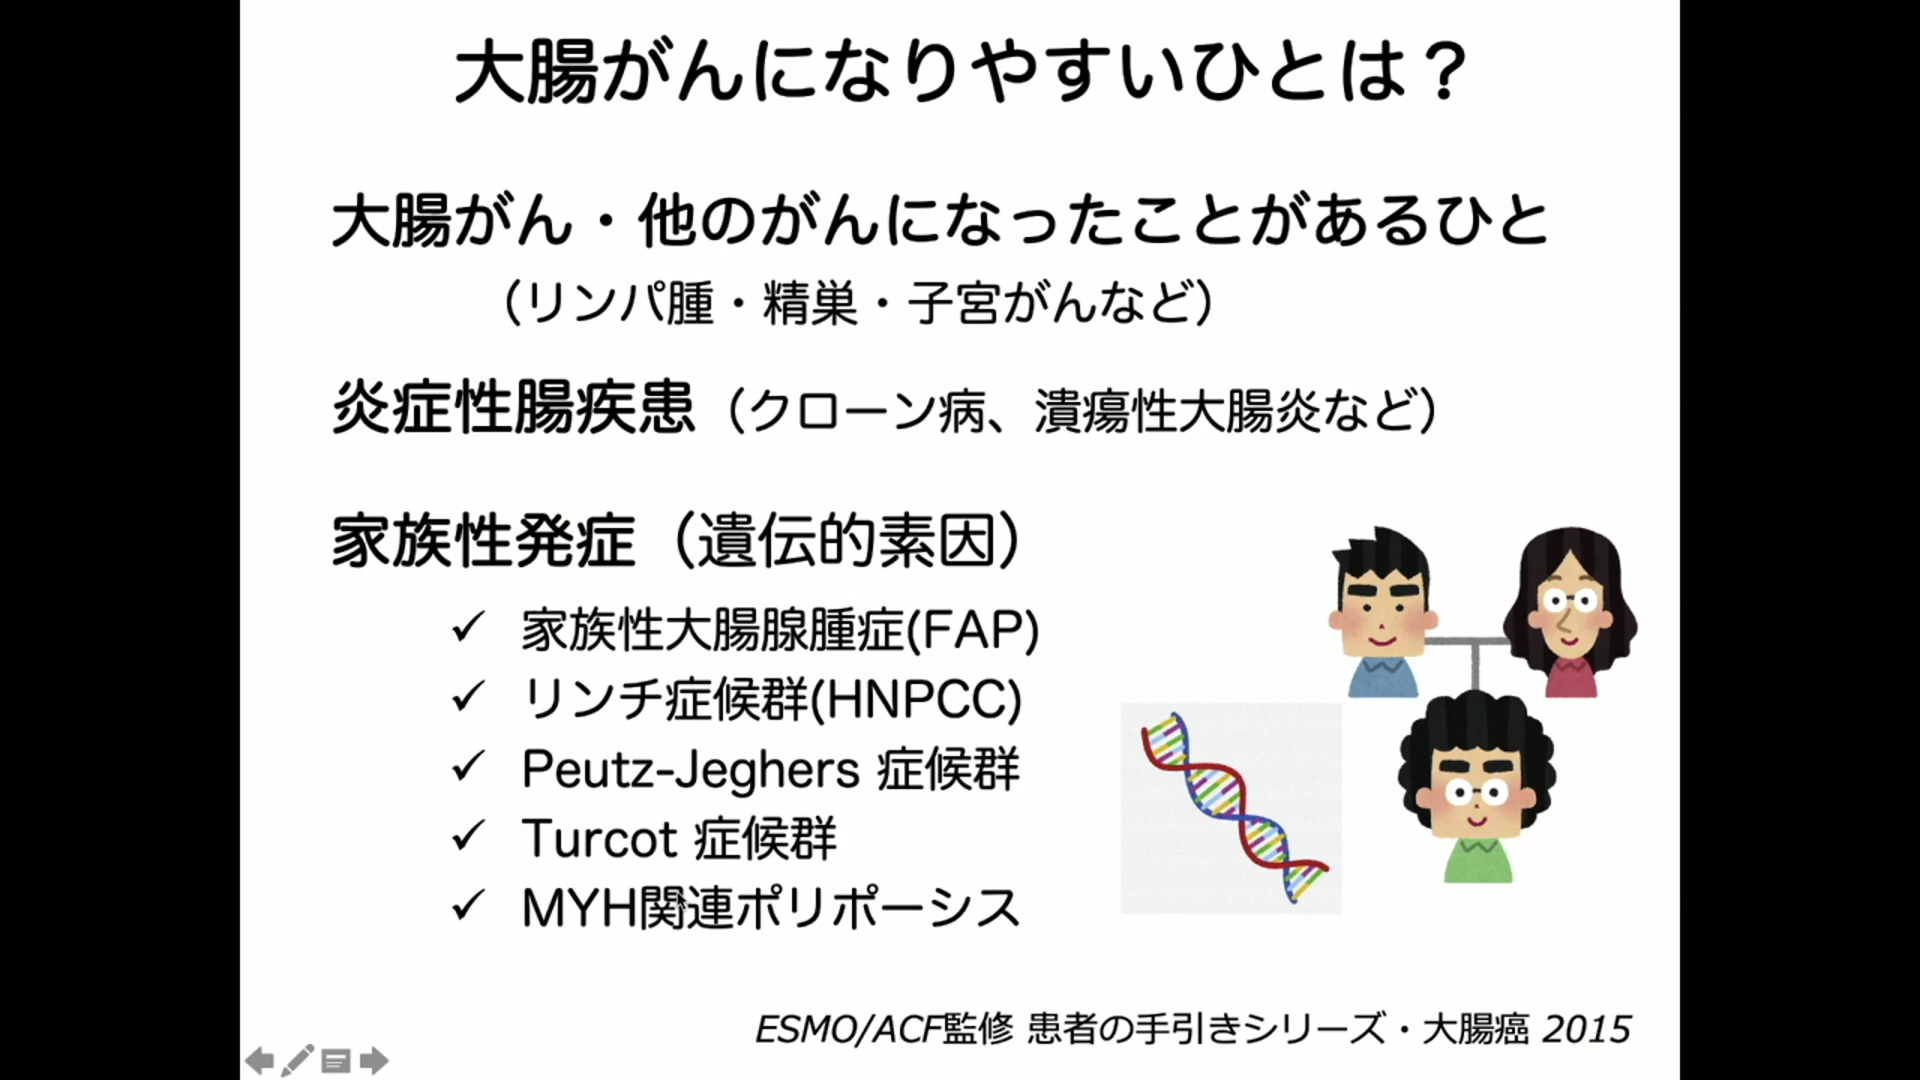 大腸がんになりやすいひとは？
大腸がん・他のがんになったことがあるひと
（リンパ腫・精巣・子宮がんなど）
炎症性腸疾患（クローン病、潰瘍性大腸炎など）
家族性発症（遺伝的素因）
✓ 家族性大腸腺腫症(FAP)
✓ リンチ症候群(HNPCC)
✓ Peutz-Jeghers 症候群
✓ Turcot 症候群
✓ MYH関連ポリポーシス
ESMO/ACF監修 患者の手引きシリーズ・大腸癌 2015